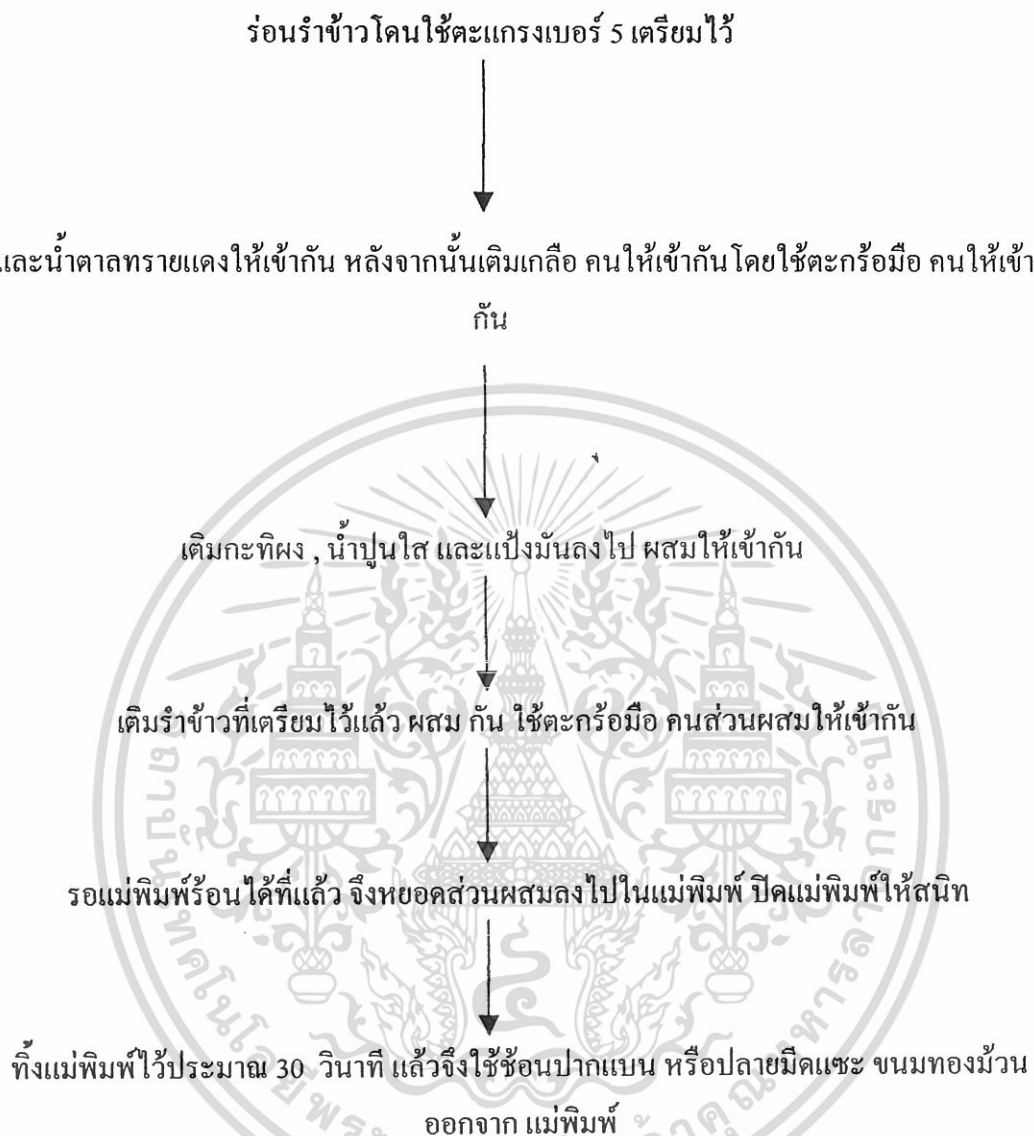 ร่อนรำข้าวโดนใช้ตะแกรงเบอร์ 5 เตรียมไว้
และน้ำตาลทรายแดงให้เข้ากัน หลังจากนั้นเติมเกลือ คนให้เข้ากันโดยใช้ตะกร้อมือ คนให้เข้า
กัน
เติมกะทิผง , น้ำปูนใส และแป้งมันลงไป ผสมให้เข้ากัน
เติมรำข้าวที่เตรียมไว้แล้ว ผสม กัน ใช้ตะกร้อมือ คนส่วนผสมให้เข้ากัน
รอแม่พิมพ์ร้อนได้ที่แล้ว จึงหยอดส่วนผสมลงไปในแม่พิมพ์ ปิดแม่พิมพ์ให้สนิท
ทิ้งแม่พิมพ์ไว้ประมาณ 30 วินาที แล้วจึงใช้ช้อนปากแบน หรือปลายมีดแซะ ขนมทองม้วน
ออกจาก แม่พิมพ์